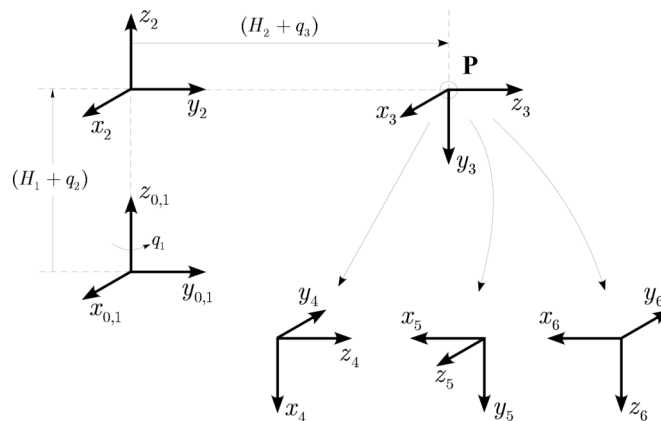 z₂
(H₂ + q₃)
P
y₂
x₂
x₃
z₃
y₃
(H₁ + q₂)
z₀,₁
q₁
y₀,₁
x₀,₁
y₄
z₄
x₄
x₅
z₅
y₅
x₆
y₆
z₆